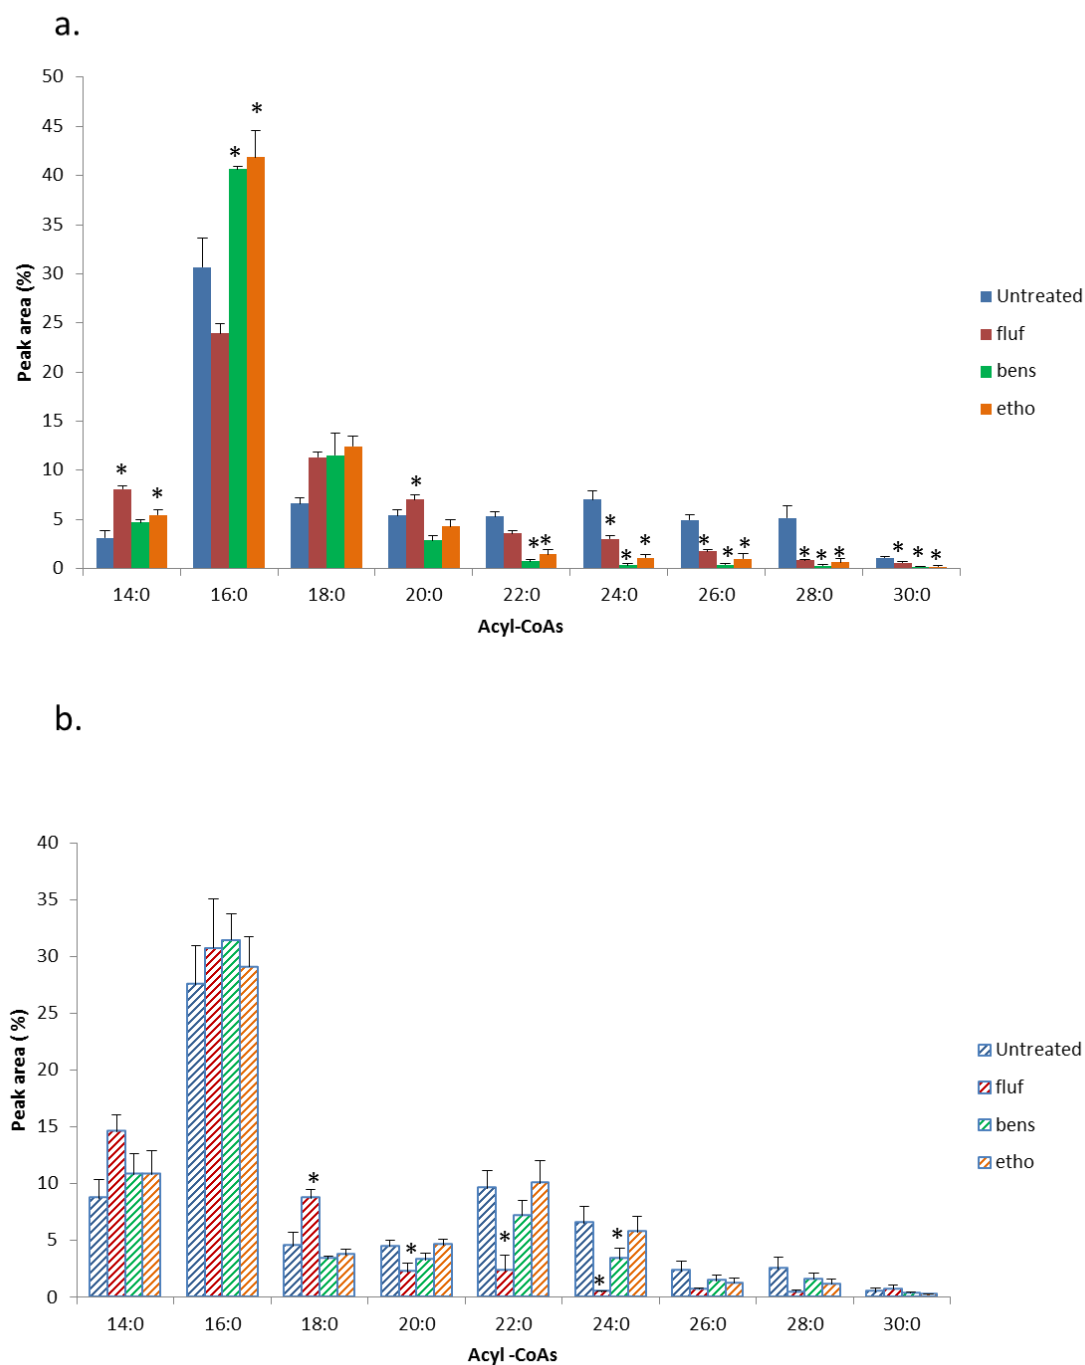 a.
50
45
40
35
30
25
20
15
10
5
0
Peak area (%)
* * * * * * * * * * * * * * * * * *
14:0 16:0 18:0 20:0 22:0 24:0 26:0 28:0 30:0
Acyl-CoAs
Untreated
fluf
bens
etho
b.
40
35
30
25
20
15
10
5
0
Peak area ( %)
* * * * *
14:0 16:0 18:0 20:0 22:0 24:0 26:0 28:0 30:0
Acyl -CoAs
Untreated
fluf
bens
etho